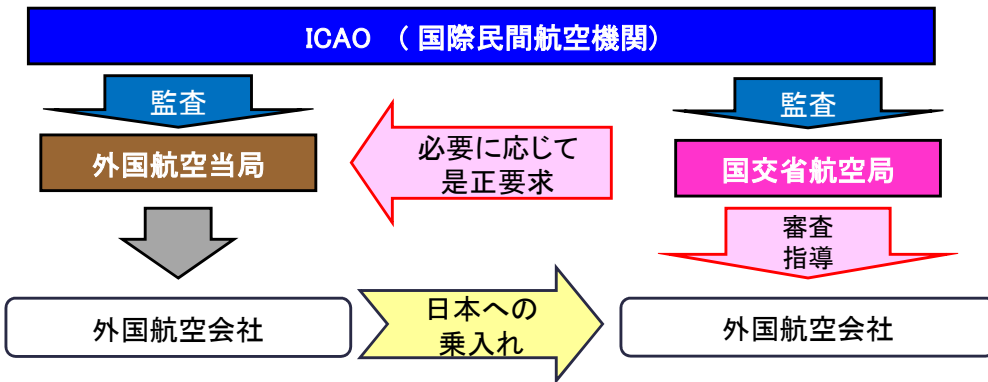 ICAO （ 国際民間航空機関）
監査
監査
外国航空当局
必要に応じて
是正要求
国交省航空局
審査
指導
外国航空会社
日本への
乗入れ
外国航空会社